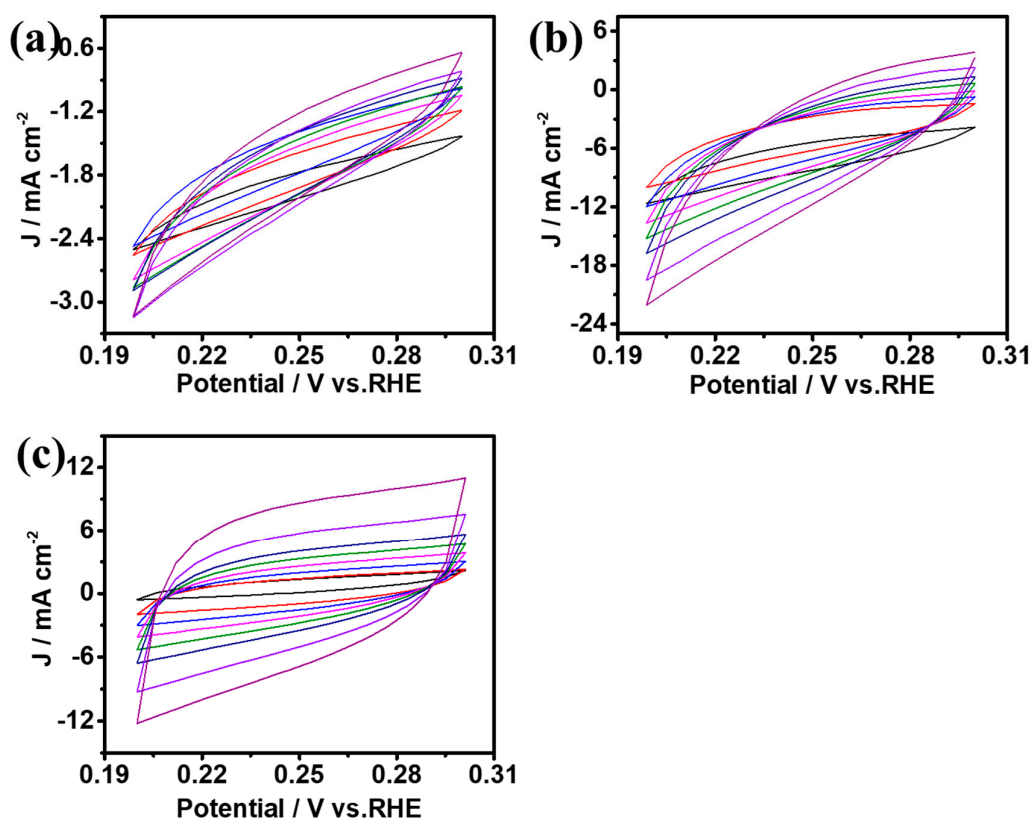 (a)
-0.6
-1.2
-1.8
-2.4
-3.0
J / mA cm-2
0.19 0.22 0.25 0.28 0.31
Potential / V vs.RHE
(b)
6
0
-6
-12
-18
-24
J / mA cm-2
0.19 0.22 0.25 0.28 0.31
Potential / V vs.RHE
(c)
12
6
0
-6
-12
J / mA cm-2
0.19 0.22 0.25 0.28 0.31
Potential / V vs.RHE